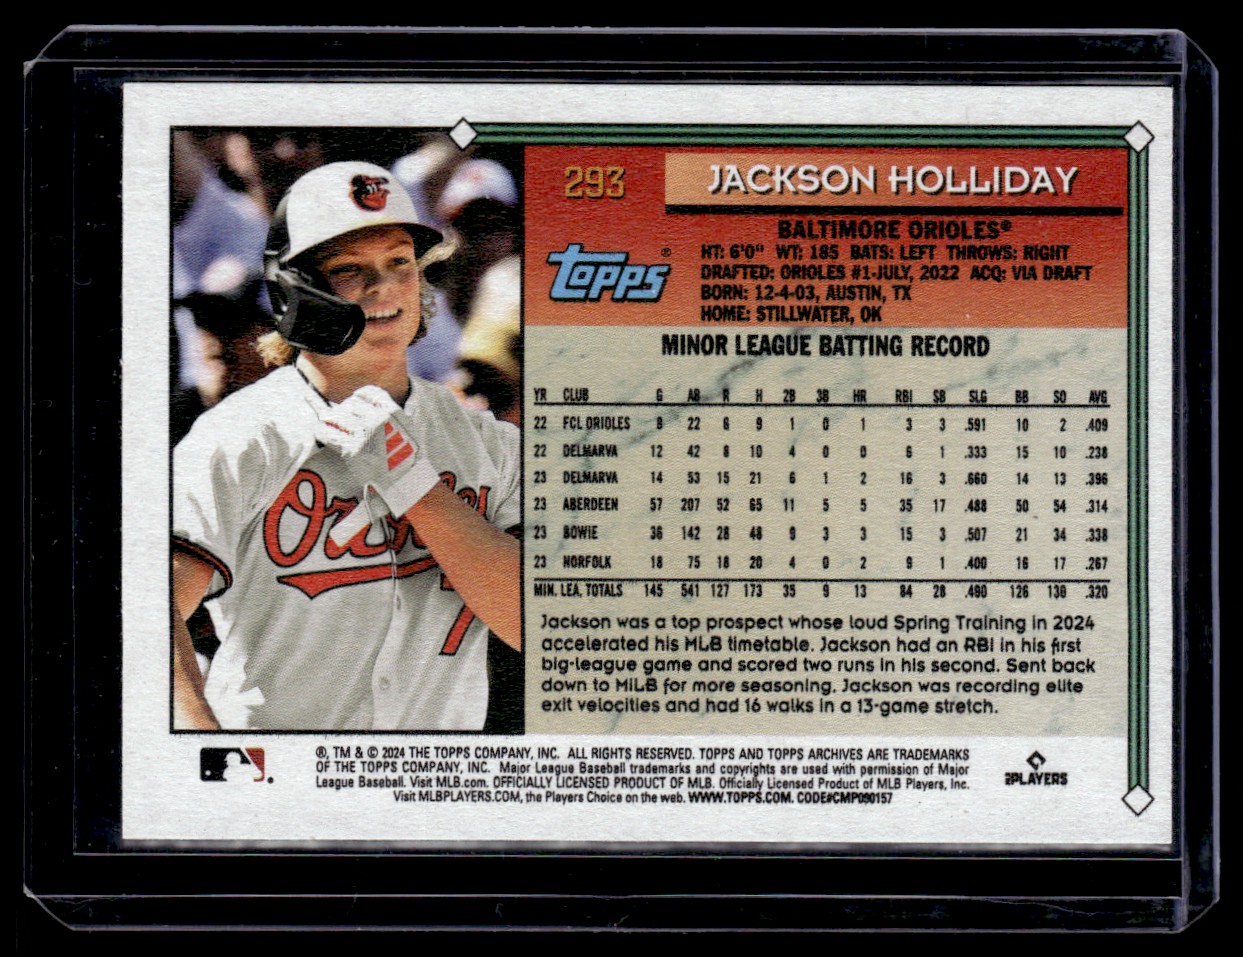 293
JACKSON HOLLIDAY
BALTIMORE ORIOLES®
topps®
HT: 6'0" WT: 185 BATS: LEFT THROWS: RIGHT
DRAFTED: ORIOLES #1-JULY, 2022 ACQ: VIA DRAFT
BORN: 12-4-03, AUSTIN, TX
HOME: STILLWATER, OK
MINOR LEAGUE BATTING RECORD
YR CLUB G AB R H 2B 3B HR RBI SB SLG BB SO AVG
22 FCL ORIOLES 8 22 6 9 1 0 1 3 3 .591 10 2 .409
22 DELMARVA 12 42 8 10 4 0 0 6 1 .333 15 10 .238
23 DELMARVA 14 53 15 21 6 1 2 16 3 .660 14 13 .396
23 ABERDEEN 57 207 52 65 11 5 5 35 17 .488 50 54 .314
23 BOWIE 36 142 28 48 9 3 3 15 3 .507 21 34 .338
23 NORFOLK 18 75 18 20 4 0 2 9 1 .400 16 17 .267
MIN. LEA. TOTALS 145 541 127 173 35 9 13 84 28 .490 126 130 .320
Jackson was a top prospect whose loud Spring Training in 2024
accelerated his MLB timetable. Jackson had an RBI in his first
big-league game and scored two runs in his second. Sent back
down to MiLB for more seasoning, Jackson was recording elite
exit velocities and had 16 walks in a 13-game stretch.
Orioles
7
®, TM & © 2024 THE TOPPS COMPANY, INC. ALL RIGHTS RESERVED. TOPPS AND TOPPS ARCHIVES ARE TRADEMARKS
OF THE TOPPS COMPANY, INC. Major League Baseball trademarks and copyrights are used with permission of Major
League Baseball. Visit MLB.com. OFFICIALLY LICENSED PRODUCT OF MLB. Officially Licensed Product of MLB Players, Inc.
Visit MLBPLAYERS.COM, the Players Choice on the web. WWW.TOPPS.COM. CODE#CMP090157
PLAYERS